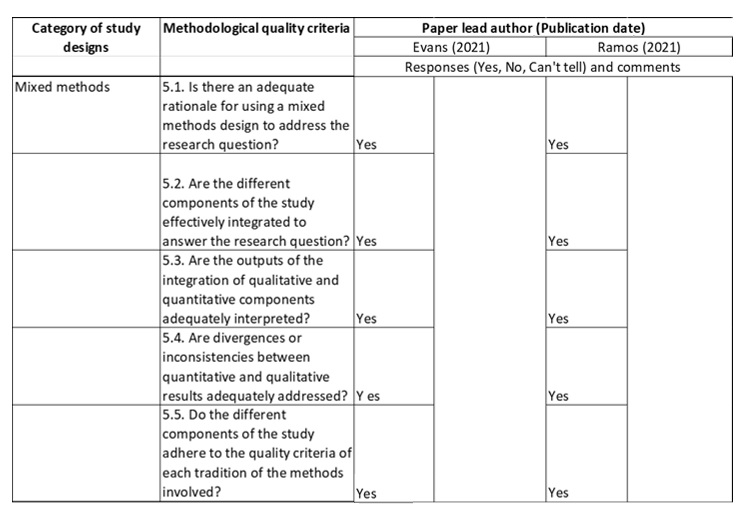 Category of study designs
Methodological quality criteria
Paper lead author (Publication date)
Evans (2021)
Ramos (2021)
Responses (Yes, No, Can't tell) and comments
Mixed methods
5.1. Is there an adequate
rationale for using a mixed
methods design to address the
research question?
Yes
Yes
5.2. Are the different
components of the study
effectively integrated to
answer the research question?
Yes
Yes
5.3. Are the outputs of the
integration of qualitative and
quantitative components
adequately interpreted?
Yes
Yes
5.4. Are divergences or
inconsistencies between
quantitative and qualitative
results adequately addressed?
Y es
Yes
5.5. Do the different
components of the study
adhere to the quality criteria of
each tradition of the methods
involved?
Yes
Yes